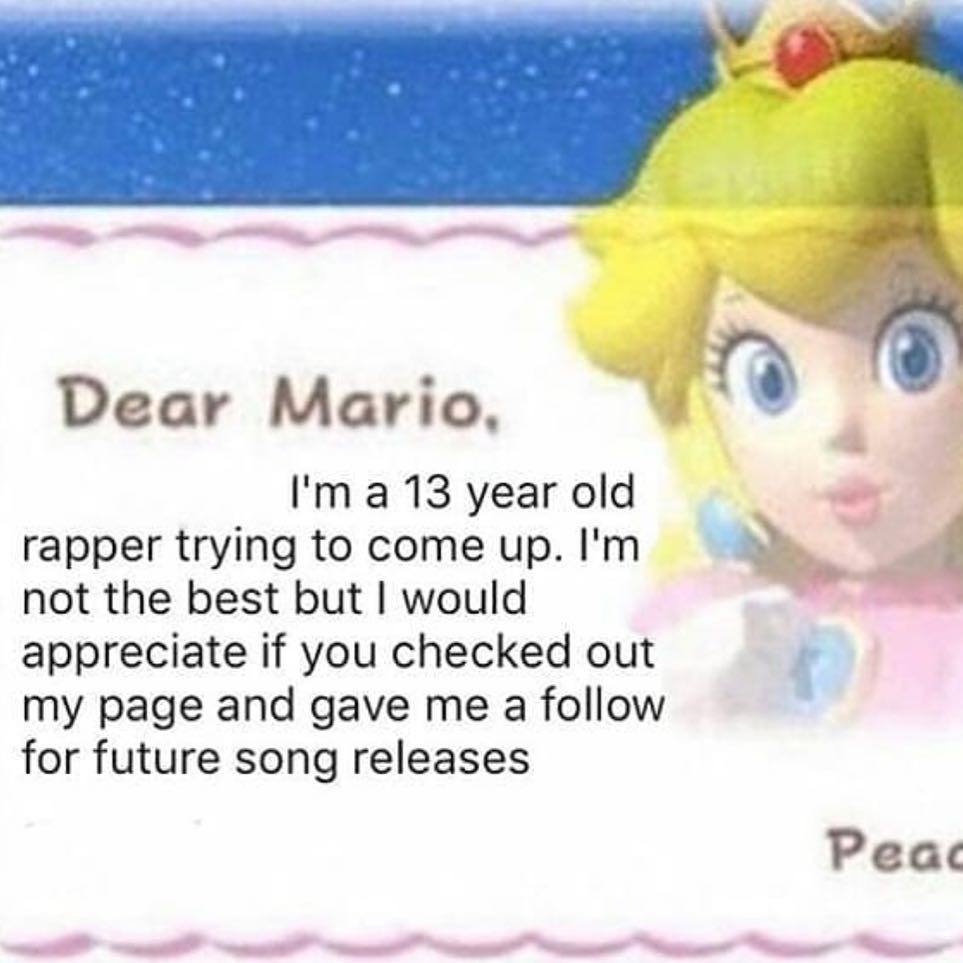 Dear Mario,
I'm a 13 year old
rapper trying to come up. I'm
not the best but I would
appreciate if you checked out
my page and gave me a follow
for future song releases
Peac